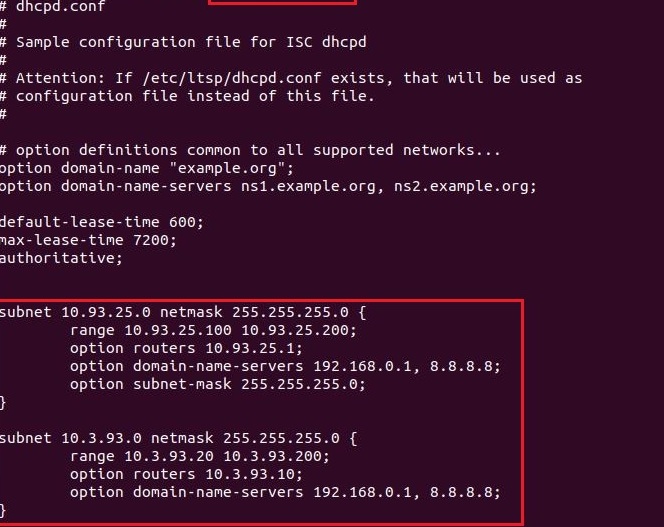 # dhcpd.conf
#
# Sample configuration file for ISC dhcpd
#
# Attention: If /etc/ltsp/dhcpd.conf exists, that will be used as
# configuration file instead of this file.
#
# option definitions common to all supported networks...
option domain-name "example.org";
option domain-name-servers ns1.example.org, ns2.example.org;
default-lease-time 600;
max-lease-time 7200;
authoritative;
subnet 10.93.25.0 netmask 255.255.255.0 {
range 10.93.25.100 10.93.25.200;
option routers 10.93.25.1;
option domain-name-servers 192.168.0.1, 8.8.8.8;
option subnet-mask 255.255.255.0;
}
subnet 10.3.93.0 netmask 255.255.255.0 {
range 10.3.93.20 10.3.93.200;
option routers 10.3.93.10;
option domain-name-servers 192.168.0.1, 8.8.8.8;
}